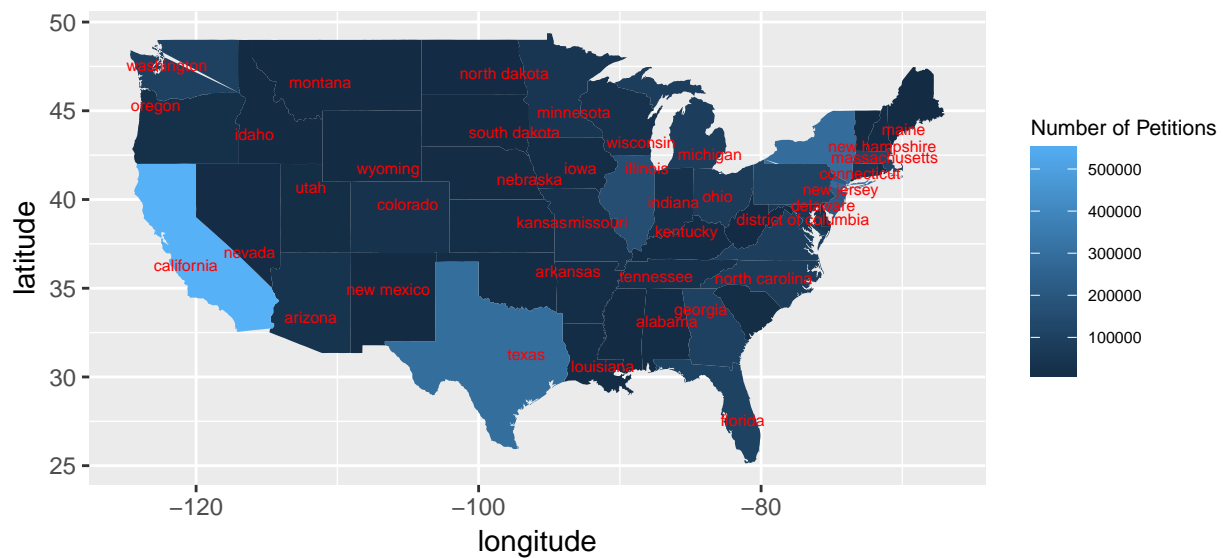 50
45
40
35
30
25
latitude
washington
montana
north dakota
oregon
minnesota
maine
idaho
south dakota
wisconsin
new hampshire
michigan
massachusetts
wyoming
iowa
illinois
connecticut
utah
nebraska
new jersey
colorado
indiana
ohio
delaware
kansas
missouri
district of columbia
nevada
kentucky
california
arkansas
tennessee
north carolina
new mexico
arizona
georgia
alabama
texas
louisiana
florida
−120
−100
−80
longitude
Number of Petitions
500000
400000
300000
200000
100000